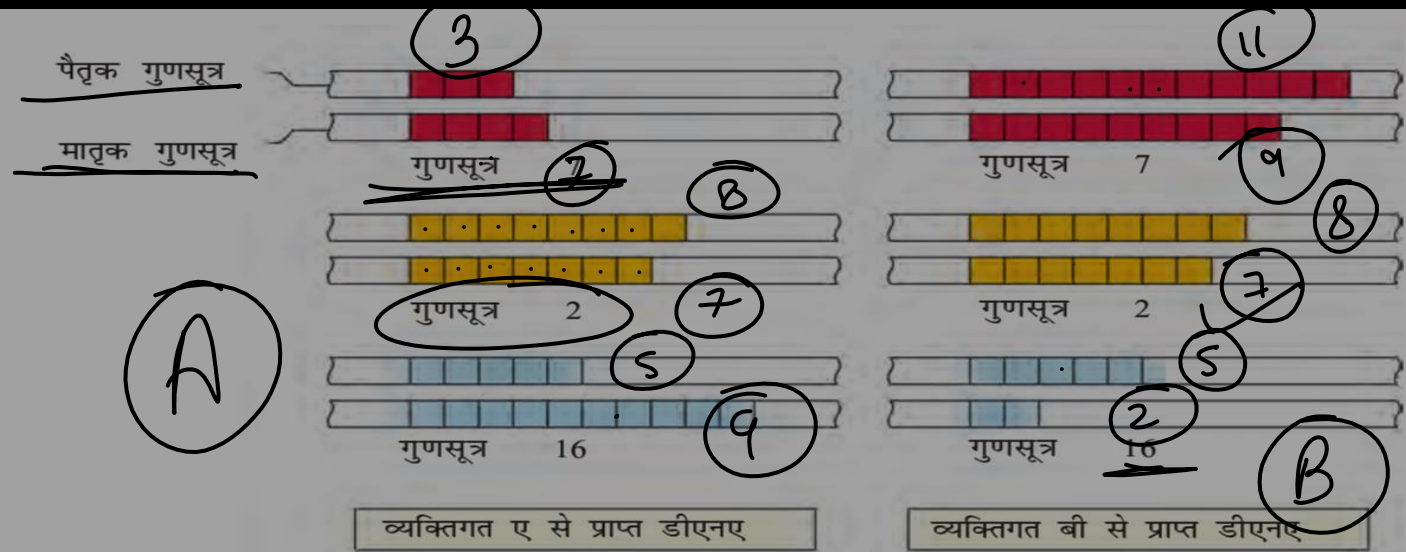 3 11
पैतृक गुणसूत्र
मातृक गुणसूत्र
गुणसूत्र 7 गुणसूत्र 7 9
8 8
गुणसूत्र 2 7 गुणसूत्र 2 7
A 5 5
9 2
गुणसूत्र 16 गुणसूत्र 16
B
व्यक्तिगत ए से प्राप्त डीएनए व्यक्तिगत बी से प्राप्त डीएनए